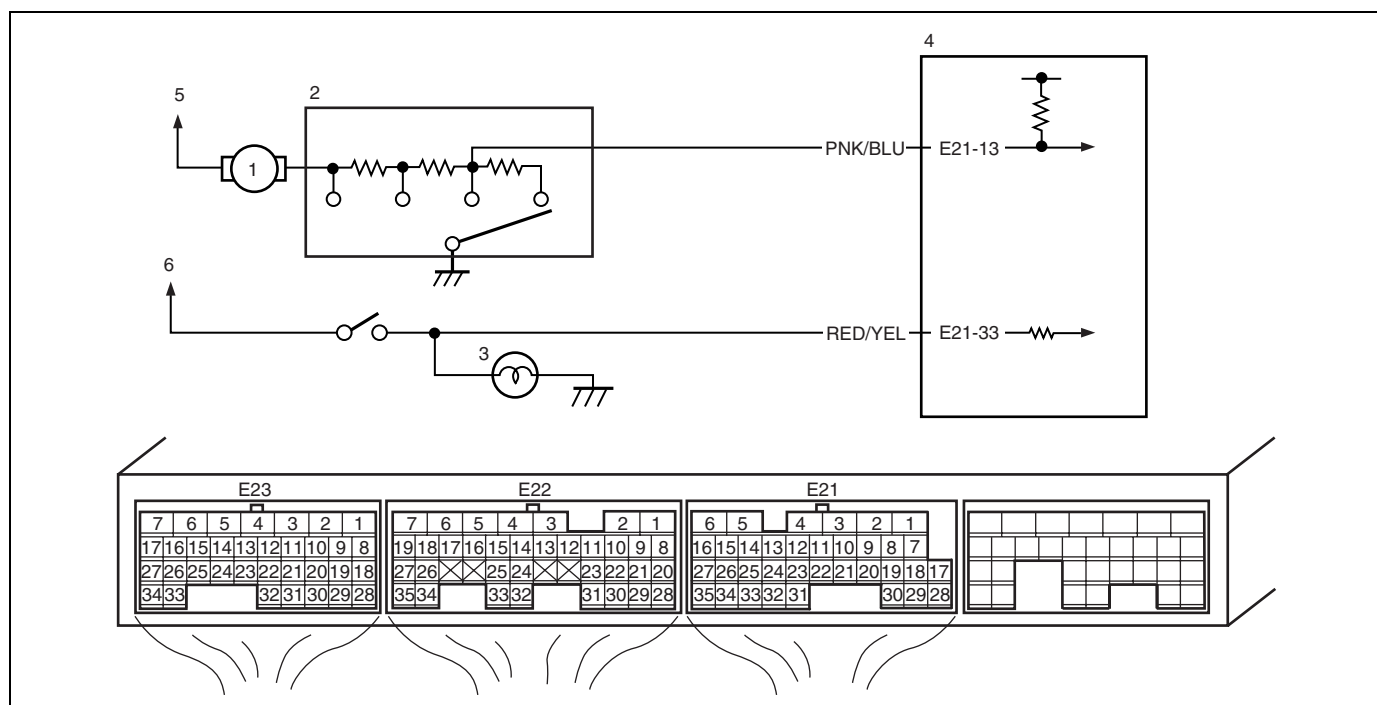 4
5
2
PNK/BLU E21-13
1
6
3
RED/YEL E21-33
E23 E22 E21
7 6 5 4 3 2 1
17 16 15 14 13 12 11 10 9 8
27 26 25 24 23 22 21 20 19 18
34 33 32 31 30 29 28
7 6 5 4 3 2 1
19 18 17 16 15 14 13 12 11 10 9 8
27 26 25 24 23 22 21 20
35 34 33 32 31 30 29 28
6 5 4 3 2 1
16 15 14 13 12 11 10 9 8 7
27 26 25 24 23 22 21 20 19 18 17
35 34 33 32 31 30 29 28